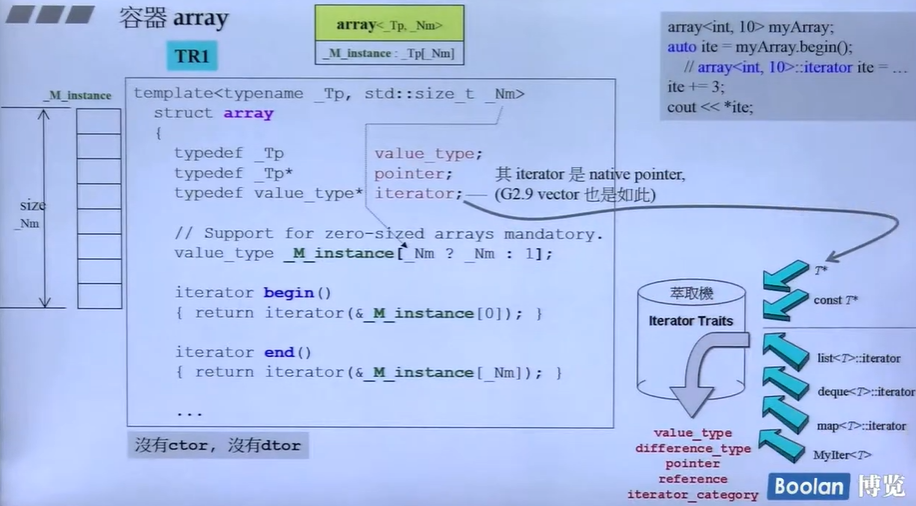 容器 array
TR1
array<_Tp, _Nm>
_M_instance : _Tp[_Nm]
array<int, 10> myArray;
auto ite = myArray.begin();
// array<int, 10>::iterator ite = …
ite += 3;
cout << *ite;
_M_instance
size
_Nm
template<typename _Tp, std::size_t _Nm>
struct array
{
typedef _Tp value_type;
typedef _Tp* pointer;
typedef value_type* iterator;
其 iterator 是 native pointer,
(G2.9 vector 也是如此)
// Support for zero-sized arrays mandatory.
value_type _M_instance[_Nm ? _Nm : 1];
iterator begin()
{ return iterator(&_M_instance[0]); }
iterator end()
{ return iterator(&_M_instance[_Nm]); }
...
沒有ctor, 沒有dtor
萃取機
Iterator Traits
T*
const T*
list<T>::iterator
deque<T>::iterator
map<T>::iterator
MyIter<T>
value_type
difference_type
pointer
reference
iterator_category
Boolan 博览